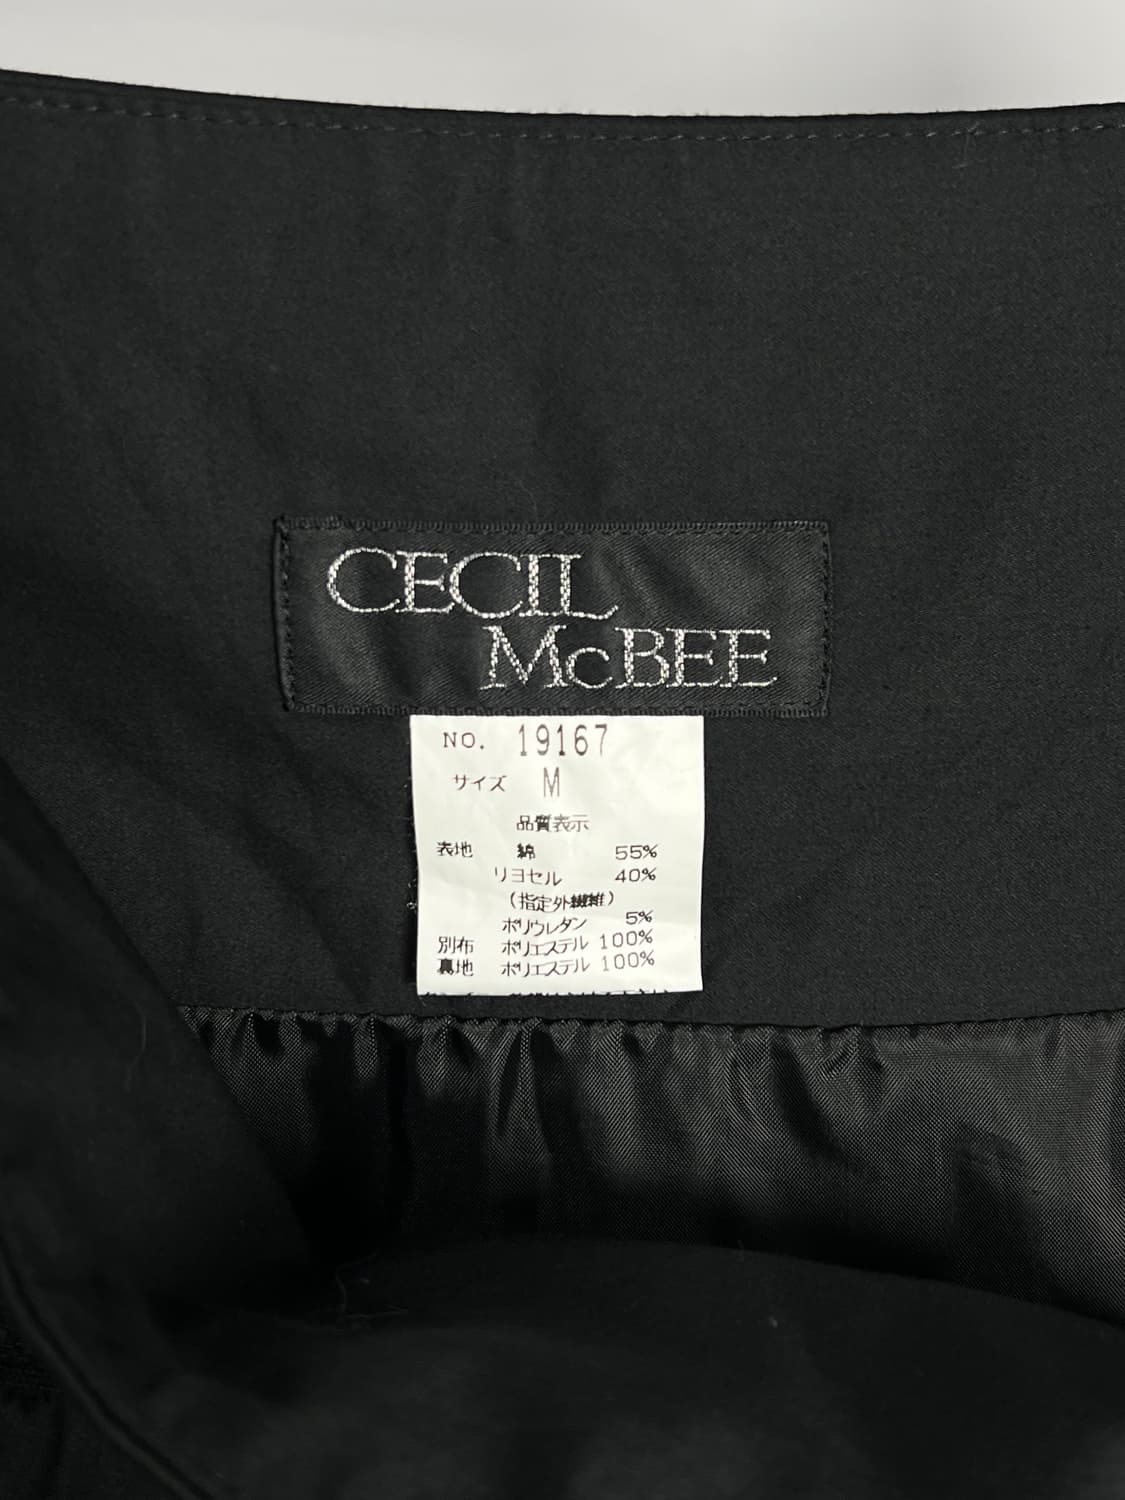 CECIL
McBEE
NO. 19167
サイズ M
品質表示
表地 綿 55%
リヨセル 40%
(指定外繊維)
ポリウレタン 5%
別布 ポリエステル 100%
裏地 ポリエステル 100%